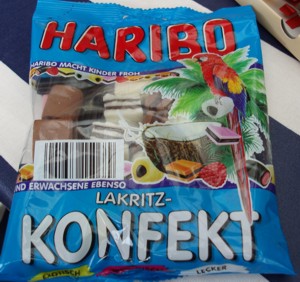 HARIBO
HARIBO MACHT KINDER FROH
UND ERWACHSENE EBENSO
LAKRITZ-
KONFEKT
LECKER